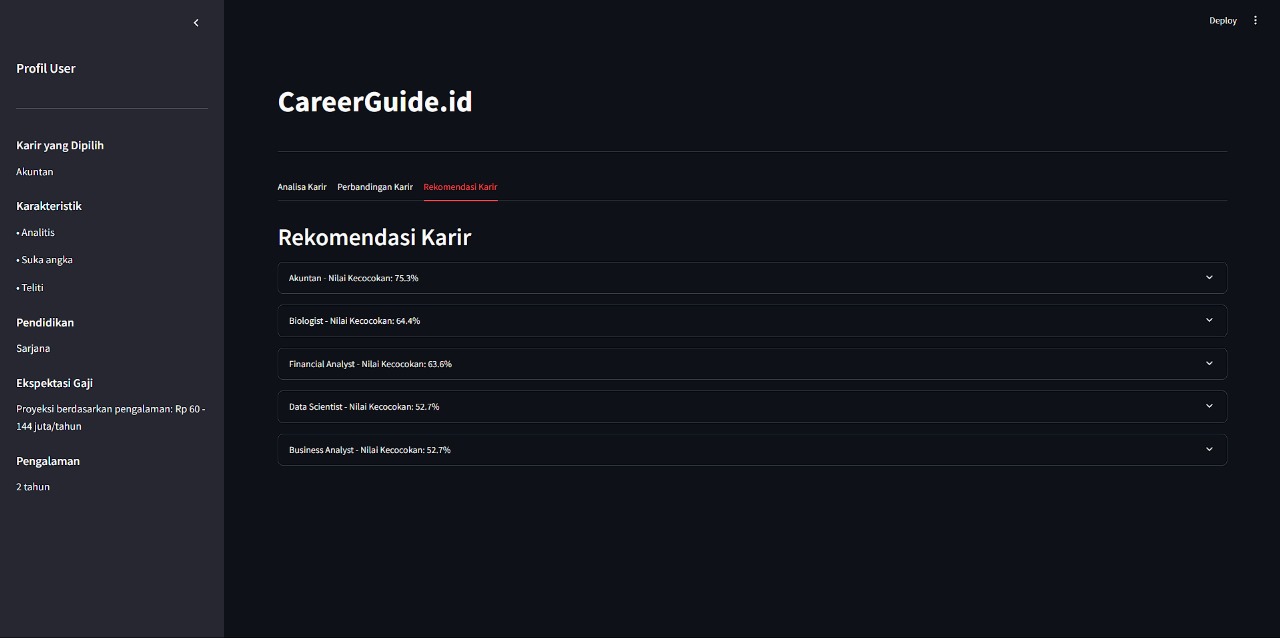 Profil User
Karir yang Dipilih
Akuntan
Karakteristik
• Analitis
• Suka angka
• Teliti
Pendidikan
Sarjana
Ekspektasi Gaji
Proyeksi berdasarkan pengalaman: Rp 60 -
144 juta/tahun
Pengalaman
2 tahun
Deploy
CareerGuide.id
Analisa Karir Perbandingan Karir Rekomendasi Karir
Rekomendasi Karir
Akuntan - Nilai Kecocokan: 75.3%
Biologist - Nilai Kecocokan: 64.4%
Financial Analyst - Nilai Kecocokan: 63.6%
Data Scientist - Nilai Kecocokan: 52.7%
Business Analyst - Nilai Kecocokan: 52.7%